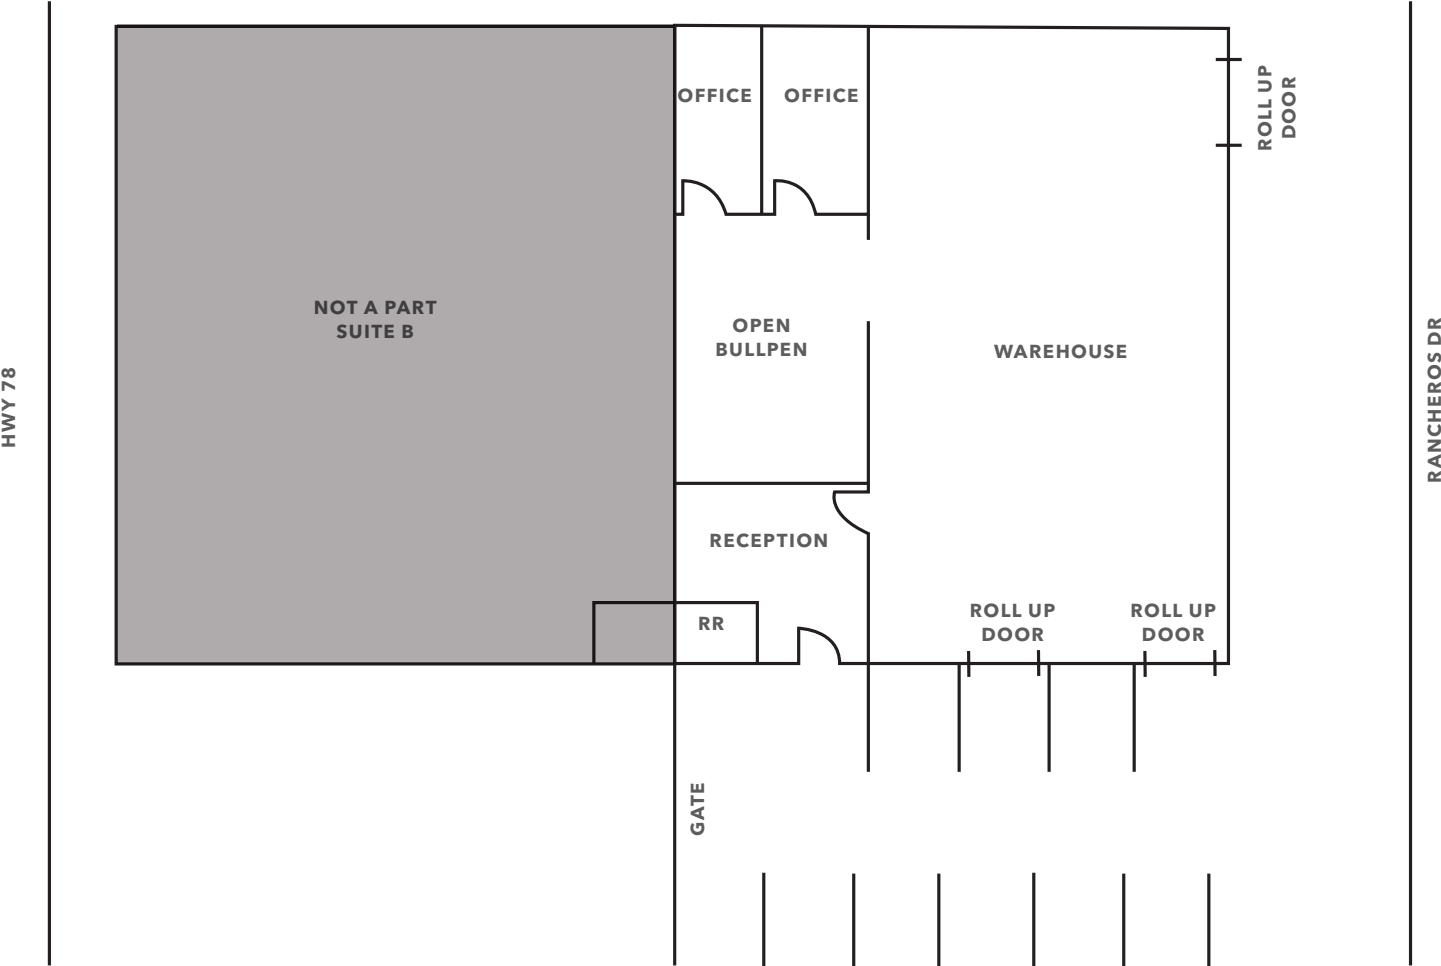 OFFICE
OFFICE
ROLL UP
DOOR
NOT A PART
SUITE B
OPEN
BULLPEN
WAREHOUSE
HWY 78
RANCHEROS DR
RECEPTION
RR
ROLL UP
DOOR
ROLL UP
DOOR
GATE